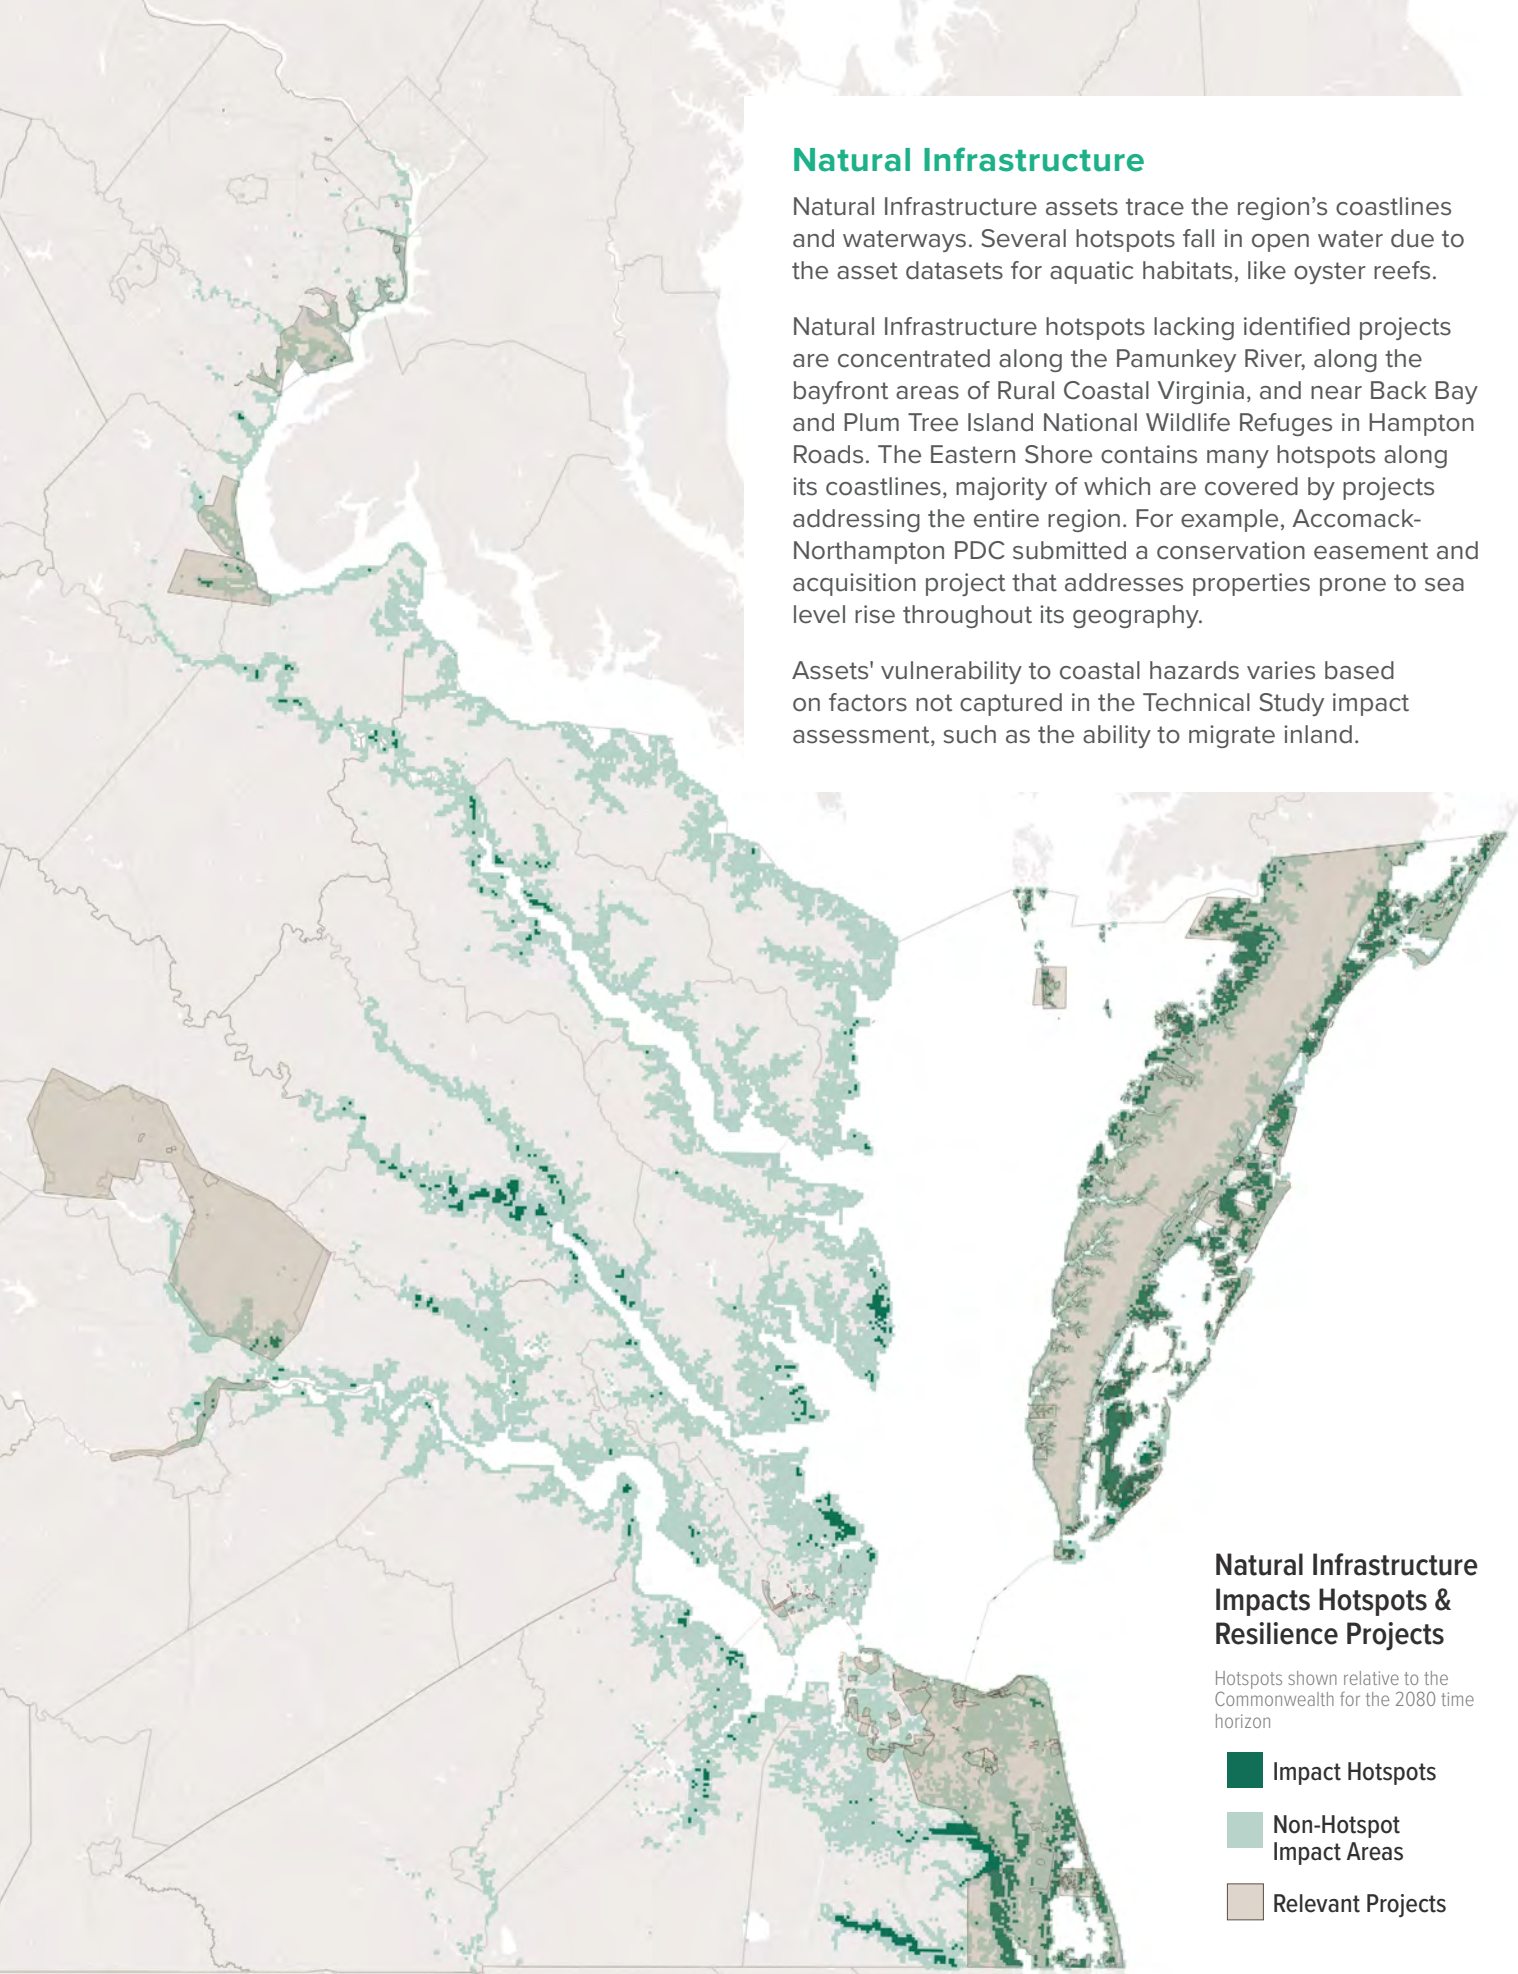 Natural Infrastructure
Natural Infrastructure assets trace the region's coastlines
and waterways. Several hotspots fall in open water due to
the asset datasets for aquatic habitats, like oyster reefs.
Natural Infrastructure hotspots lacking identified projects
are concentrated along the Pamunkey River, along the
bayfront areas of Rural Coastal Virginia, and near Back Bay
and Plum Tree Island National Wildlife Refuges in Hampton
Roads. The Eastern Shore contains many hotspots along
its coastlines, majority of which are covered by projects
addressing the entire region. For example, Accomack-
Northampton PDC submitted a conservation easement and
acquisition project that addresses properties prone to sea
level rise throughout its geography.
Assets' vulnerability to coastal hazards varies based
on factors not captured in the Technical Study impact
assessment, such as the ability to migrate inland.
Natural Infrastructure
Impacts Hotspots &
Resilience Projects
Hotspots shown relative to the
Commonwealth for the 2080 time
horizon
Impact Hotspots
Non-Hotspot
Impact Areas
Relevant Projects